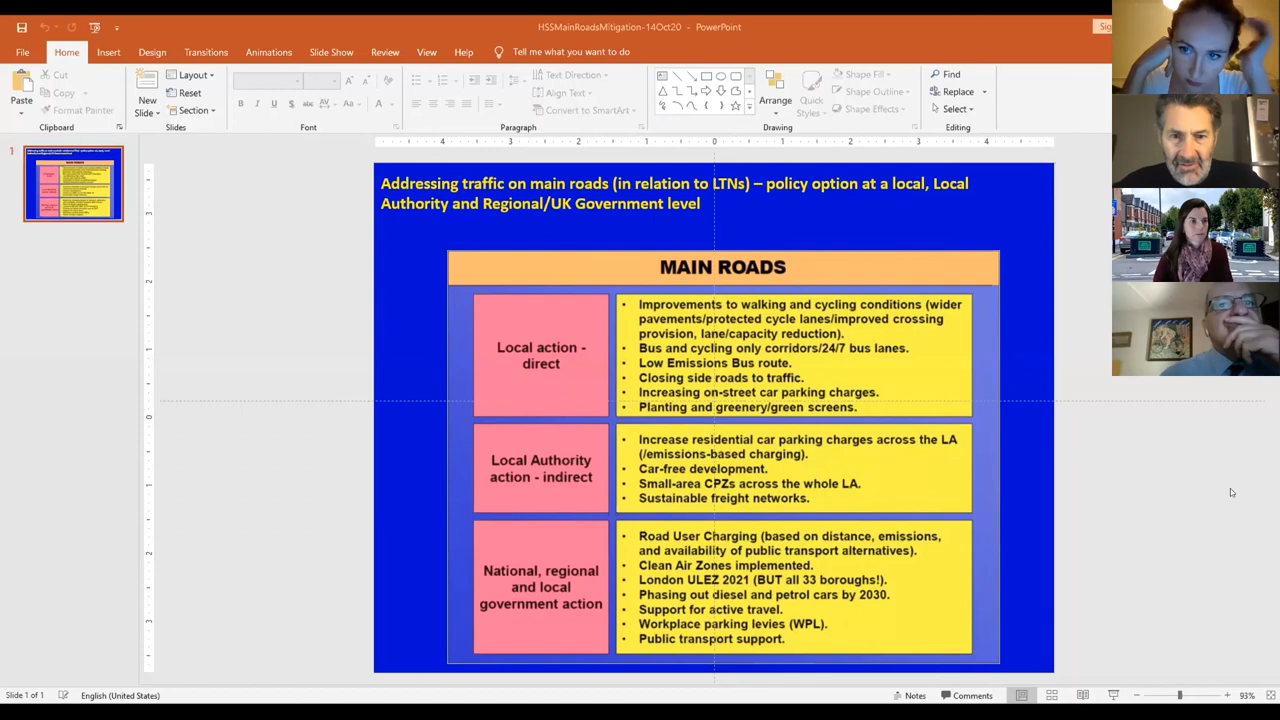 HSSMainRoadsMitigation-14Oct20 - PowerPoint
File Home Insert Design Transitions Animations Slide Show Review View Help Tell me what you want to do
Paste
Cut
Copy
Format Painter
Clipboard
New
Slide
Layout
Reset
Section
Slides
Font
Text Direction
Align Text
Convert to SmartArt
Paragraph
Arrange
Quick
Styles
Shape Fill
Shape Outline
Shape Effects
Drawing
Find
Replace
Select
Editing
1
Addressing traffic on main roads (in relation to LTNs) – policy option at a local, Local
Authority and Regional/UK Government level
MAIN ROADS
Local action -
direct
• Improvements to walking and cycling conditions (wider
pavements/protected cycle lanes/improved crossing
provision, lane/capacity reduction).
• Bus and cycling only corridors/24/7 bus lanes.
• Low Emissions Bus route.
• Closing side roads to traffic.
• Increasing on-street car parking charges.
• Planting and greenery/green screens.
Local Authority
action - indirect
• Increase residential car parking charges across the LA
(/emissions-based charging).
• Car-free development.
• Small-area CPZs across the whole LA.
• Sustainable freight networks.
National, regional
and local
government action
• Road User Charging (based on distance, emissions,
and availability of public transport alternatives).
• Clean Air Zones implemented.
• London ULEZ 2021 (BUT all 33 boroughs!).
• Phasing out diesel and petrol cars by 2030.
• Support for active travel.
• Workplace parking levies (WPL).
• Public transport support.
Slide 1 of 1 English (United States) Notes Comments 93%